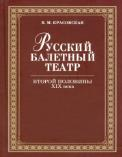 В. М. КРАСОВСКАЯ
РУССКИЙ
БАЛЕТНЫЙ
ТЕАТР
ВТОРОЙ ПОЛОВИНЫ
XIX века